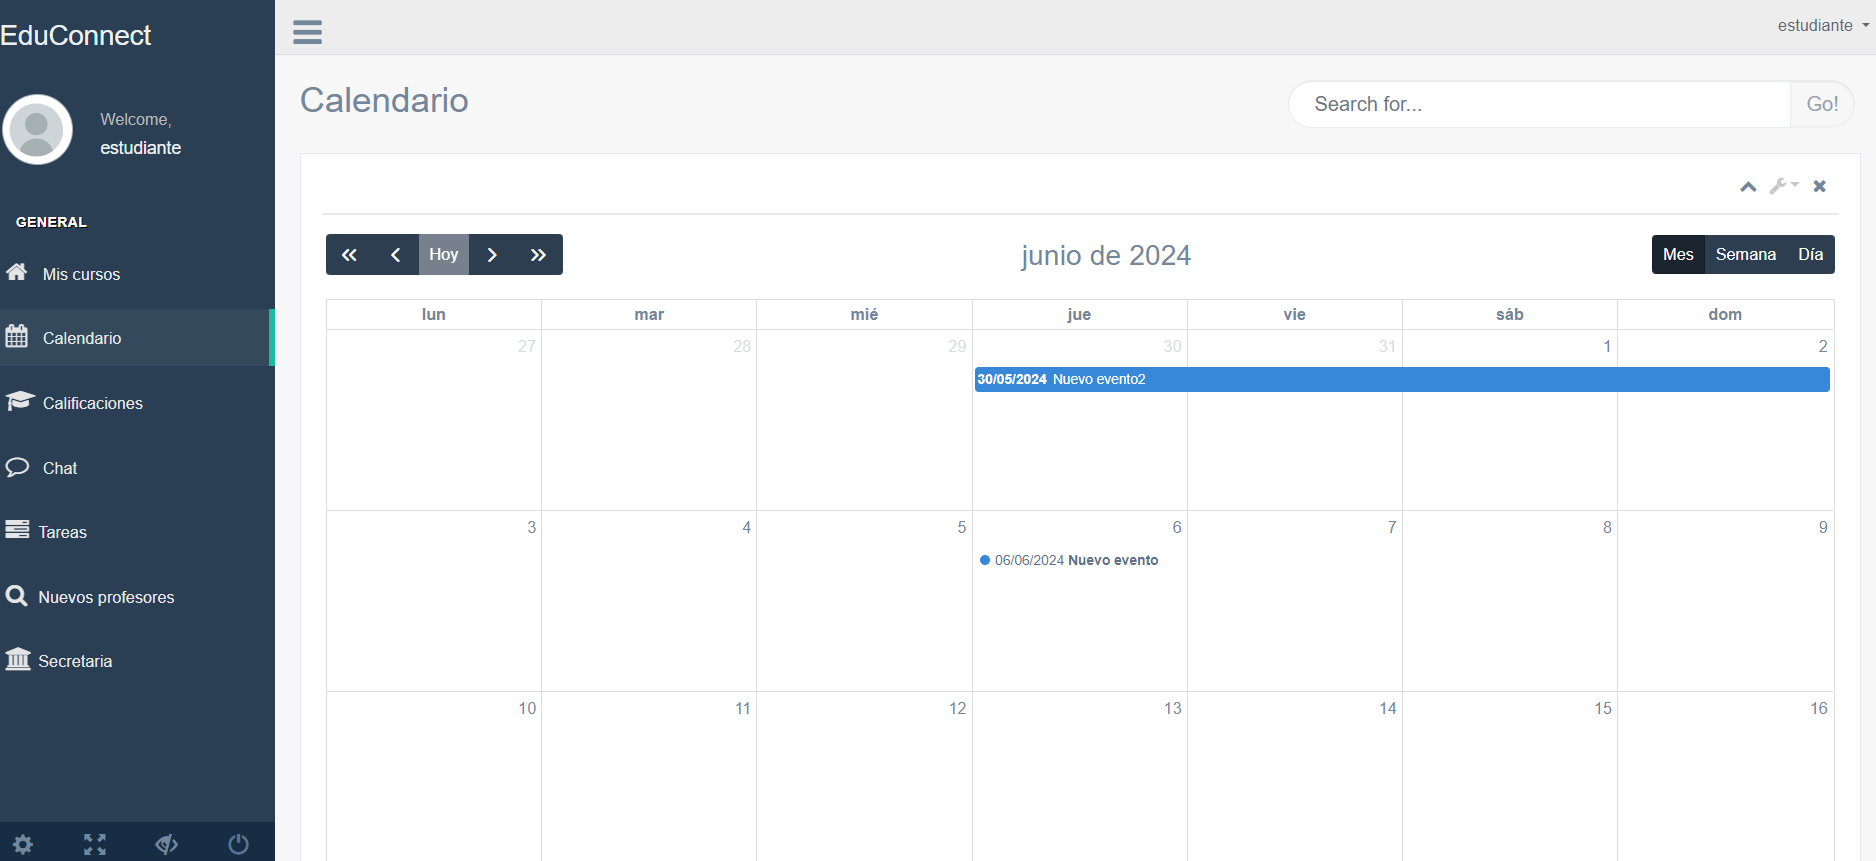 EduConnect
estudiante
Welcome,
estudiante
GENERAL
Mis cursos
Calendario
Calificaciones
Chat
Tareas
Nuevos profesores
Secretaria
Calendario
Search for... Go!
Hoy
junio de 2024
Mes Semana Día
lun mar mié jue vie sáb dom
27 28 29 30 31 1 2
30/05/2024 Nuevo evento2
3 4 5 6 7 8 9
06/06/2024 Nuevo evento
10 11 12 13 14 15 16